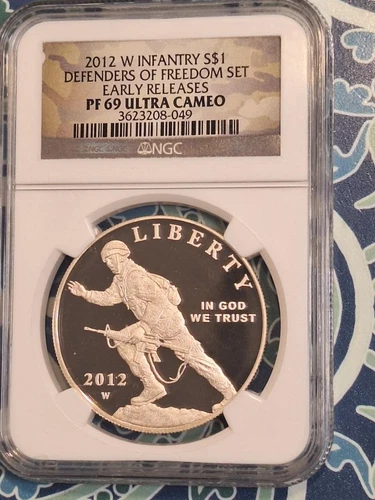 2012 W INFANTRY S$1
DEFENDERS OF FREEDOM SET
EARLY RELEASES
PF 69 ULTRA CAMEO
3623208-049
NGC
LIBERTY
IN GOD
WE TRUST
2012
W